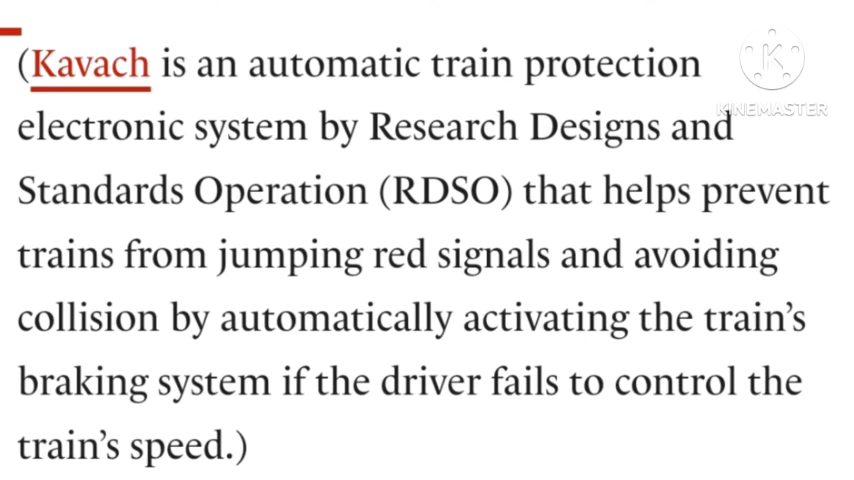 (Kavach is an automatic train protection
electronic system by Research Designs and
Standards Operation (RDSO) that helps prevent
trains from jumping red signals and avoiding
collision by automatically activating the train’s
braking system if the driver fails to control the
train’s speed.)
K
KINEMASTER